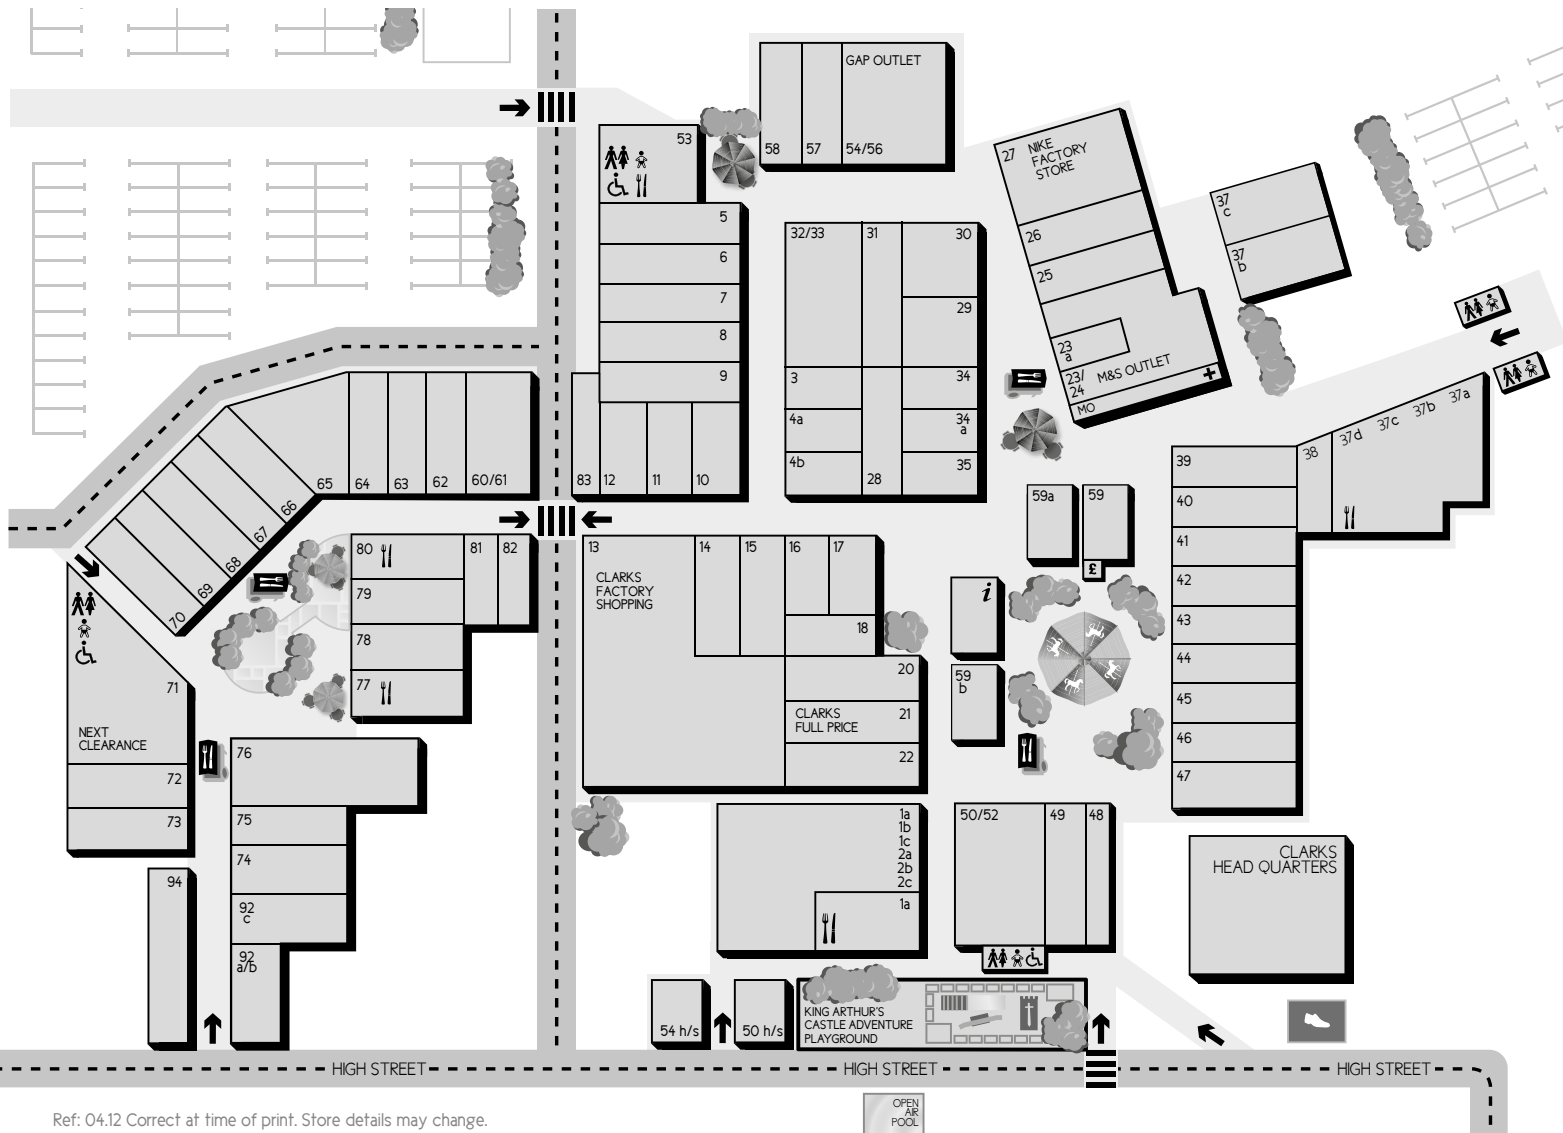 GAP OUTLET
58
57
54/56
53
5
6
7
8
9
83
12
11
10
32/33
31
30
29
3
34
4a
34
a
4b
28
35
27
NIKE
FACTORY
STORE
26
25
23
a
23/
24
M&S OUTLET
MO
37
c
37
b
39
38
37d
37c
37b
37a
40
41
42
43
44
45
46
47
59a
59
£
i
59
b
65
64
63
62
60/61
66
67
68
69
70
80
81
82
79
78
77
71
NEXT
CLEARANCE
72
73
76
75
74
92
c
92
a/b
94
13
CLARKS
FACTORY
SHOPPING
14
15
16
17
18
20
CLARKS
FULL PRICE
21
22
1a
1b
1c
2a
2b
2c
1a
50/52
49
48
CLARKS
HEAD QUARTERS
54 h/s
50 h/s
KING ARTHUR'S
CASTLE ADVENTURE
PLAYGROUND
HIGH STREET
HIGH STREET
HIGH STREET
OPEN
AIR
POOL
Ref: 04.12 Correct at time of print. Store details may change.